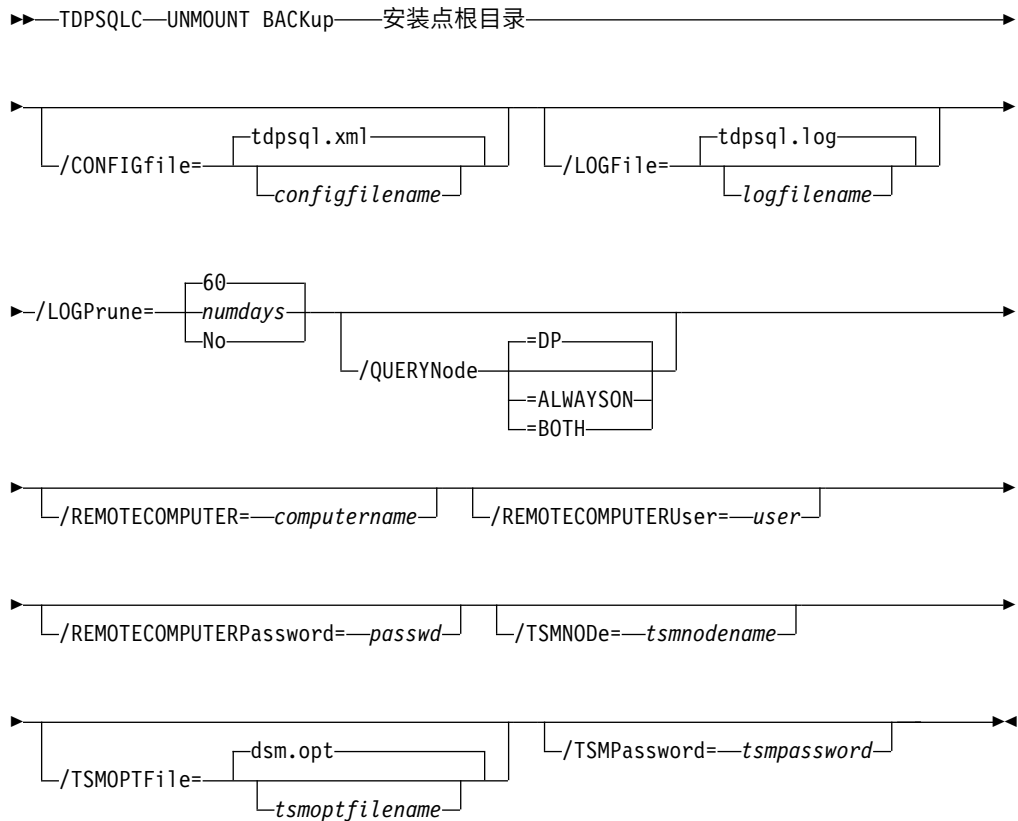 TDPSQLC UNMOUNT BACKup 安装点根目录
tdpsql.xml
/CONFIGfile=
configfilename
tdpsql.log
/LOGFile=
logfilename
60
/LOGPrune= numdays
No
=DP
/QUERYNode
=ALWAYSON
=BOTH
/REMOTECOMPUTER= computername /REMOTECOMPUTERUser= user
/REMOTECOMPUTERPassword= passwd /TSMNODe= tsmnodename
dsm.opt
/TSMOPTFile=
tsmoptfilename
/TSMPassword= tsmpassword